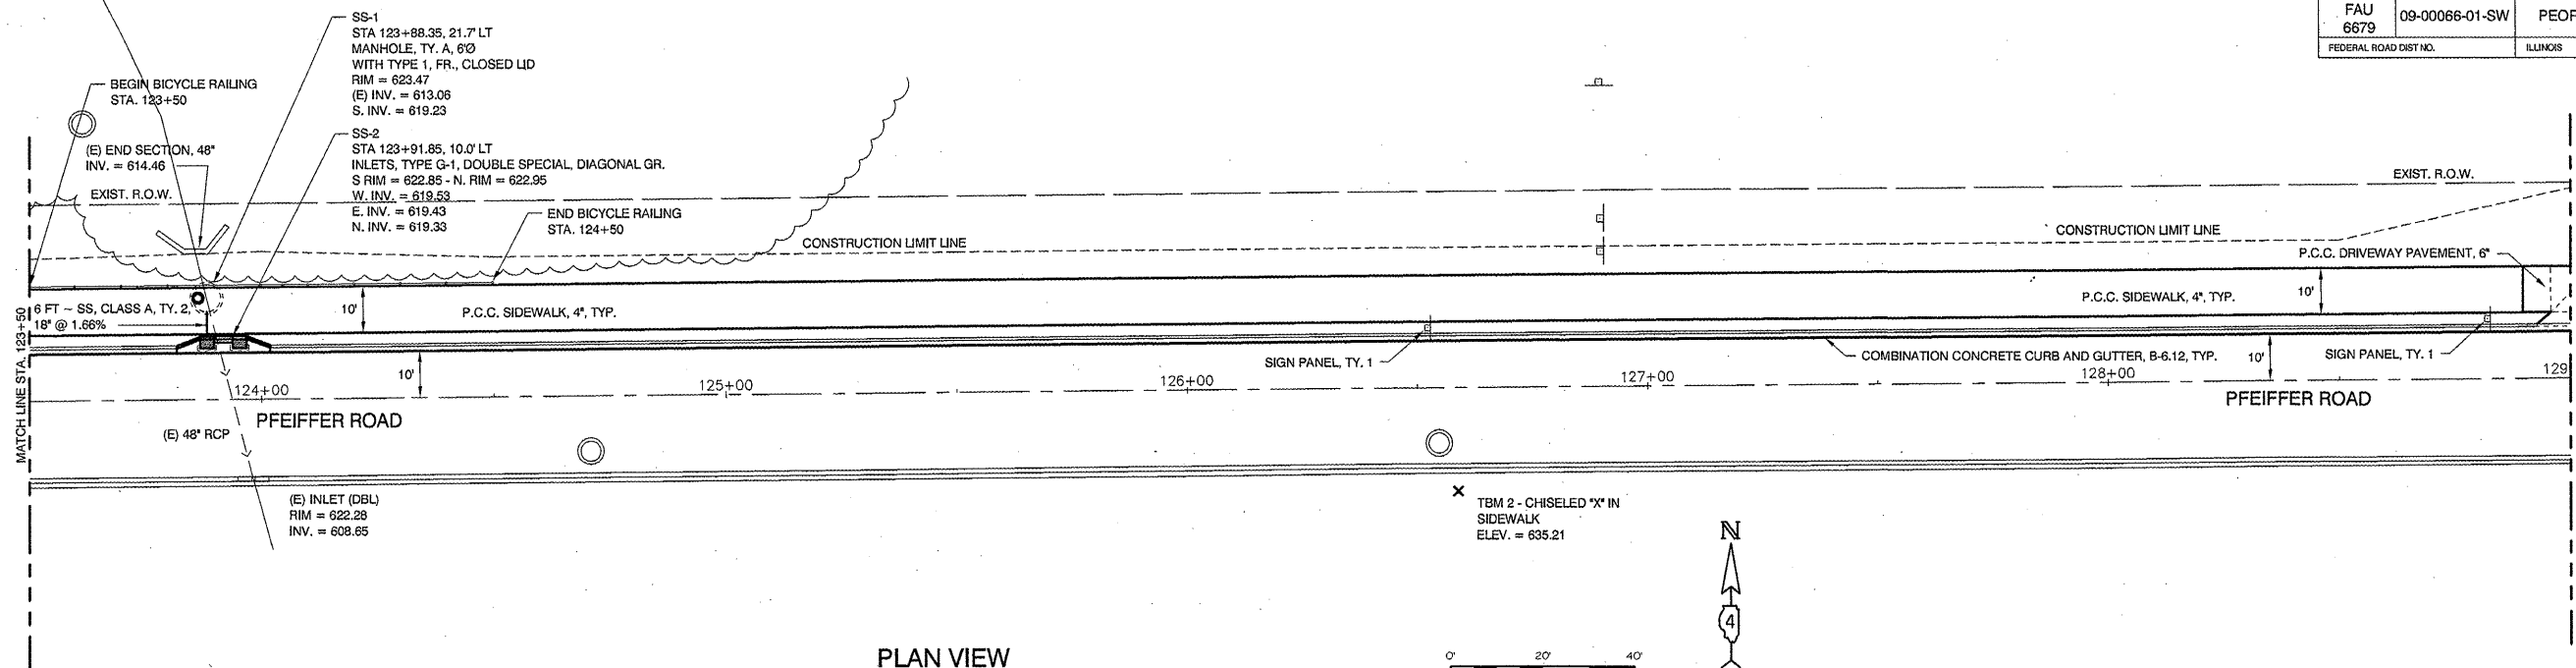 FAU
6679
09-00066-01-SW
FEDERAL ROAD DIST NO.
ILLINOIS
SS-1
STA 123+88.35, 21.7' LT
MANHOLE, TY. A, 6'Ø
WITH TYPE 1, FR., CLOSED LID
RIM = 623.47
(E) INV. = 613.06
S. INV. = 619.23
BEGIN BICYCLE RAILING
STA. 123+50
SS-2
STA 123+91.85, 10.0' LT
INLETS, TYPE G-1, DOUBLE SPECIAL, DIAGONAL GR.
S RIM = 622.85 - N. RIM = 622.95
W. INV. = 619.53
E. INV. = 619.43
N. INV. = 619.33
(E) END SECTION, 48"
INV. = 614.46
EXIST. R.O.W.
EXIST. R.O.W.
END BICYCLE RAILING
STA. 124+50
CONSTRUCTION LIMIT LINE
CONSTRUCTION LIMIT LINE
P.C.C. DRIVEWAY PAVEMENT, 6"
6 FT ~ SS, CLASS A, TY. 2,
18" @ 1.66%
10'
P.C.C. SIDEWALK, 4", TYP.
P.C.C. SIDEWALK, 4", TYP.
10'
MATCH LINE STA. 123+50
10'
SIGN PANEL, TY. 1
COMBINATION CONCRETE CURB AND GUTTER, B-6.12, TYP.
10'
SIGN PANEL, TY. 1
124+00
125+00
126+00
127+00
128+00
129
PFEIFFER ROAD
PFEIFFER ROAD
(E) 48" RCP
(E) INLET (DBL)
RIM = 622.28
INV. = 608.65
TBM 2 - CHISELED "X" IN
SIDEWALK
ELEV. = 635.21
N
4
PLAN VIEW
0'
20'
40'